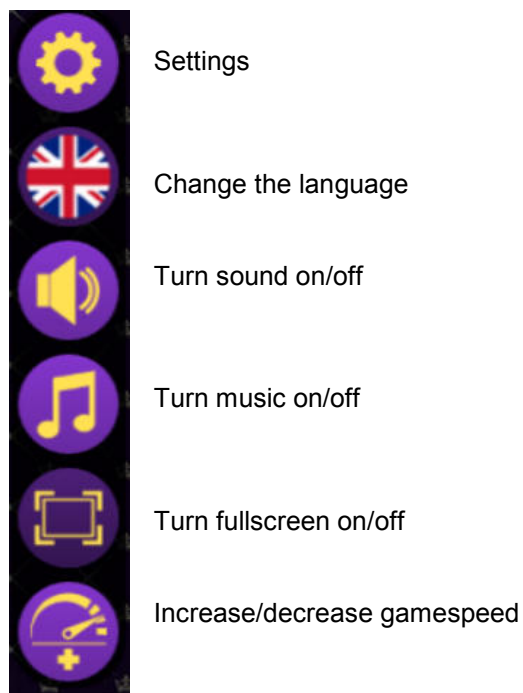 Settings
Change the language
Turn sound on/off
Turn music on/off
Turn fullscreen on/off
Increase/decrease gamespeed